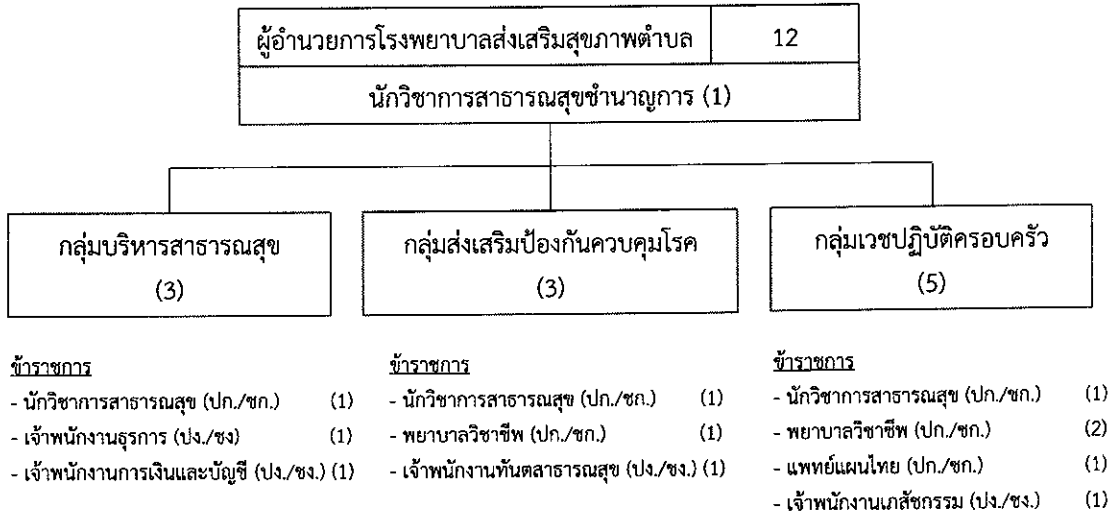 ผู้อำนวยการโรงพยาบาลส่งเสริมสุขภาพตำบล 12
นักวิชาการสาธารณสุขชำนาญการ (1)
กลุ่มบริหารสาธารณสุข
(3)
กลุ่มส่งเสริมป้องกันควบคุมโรค
(3)
กลุ่มเวชปฏิบัติครอบครัว
(5)
ข้าราชการ
- นักวิชาการสาธารณสุข (ปก./ชก.) (1)
- เจ้าพนักงานธุรการ (ปง./ชง) (1)
- เจ้าพนักงานการเงินและบัญชี (ปง./ชง.) (1)
ข้าราชการ
- นักวิชาการสาธารณสุข (ปก./ชก.) (1)
- พยาบาลวิชาชีพ (ปก./ชก.) (1)
- เจ้าพนักงานทันตสาธารณสุข (ปง./ชง.) (1)
ข้าราชการ
- นักวิชาการสาธารณสุข (ปก./ชก.) (1)
- พยาบาลวิชาชีพ (ปก./ชก.) (2)
- แพทย์แผนไทย (ปก./ชก.) (1)
- เจ้าพนักงานเภสัชกรรม (ปง./ชง.) (1)